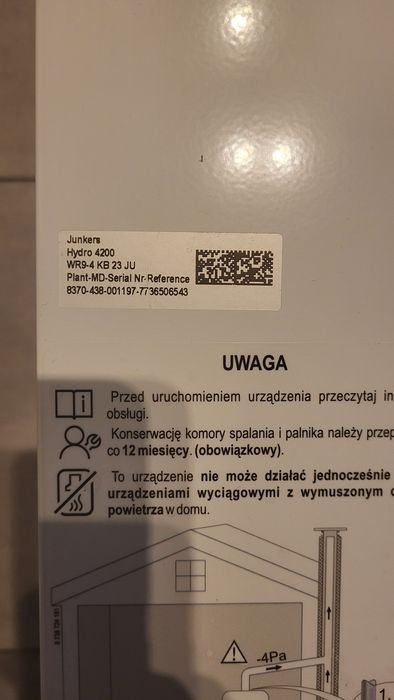 Junkers
Hydro 4200
WR9-4 KB 23 JU
Plant-MD-Serial Nr-Reference
8370-438-001197-7736506543
UWAGA
Przed uruchomieniem urządzenia przeczytaj in
obsługi.
Konserwację komory spalania i palnika należy przep
co 12 miesięcy. (obowiązkowy).
To urządzenie nie może działać jednocześnie
urządzeniami wyciągowymi z wymuszonym o
powietrza w domu.
-4Pa
1.